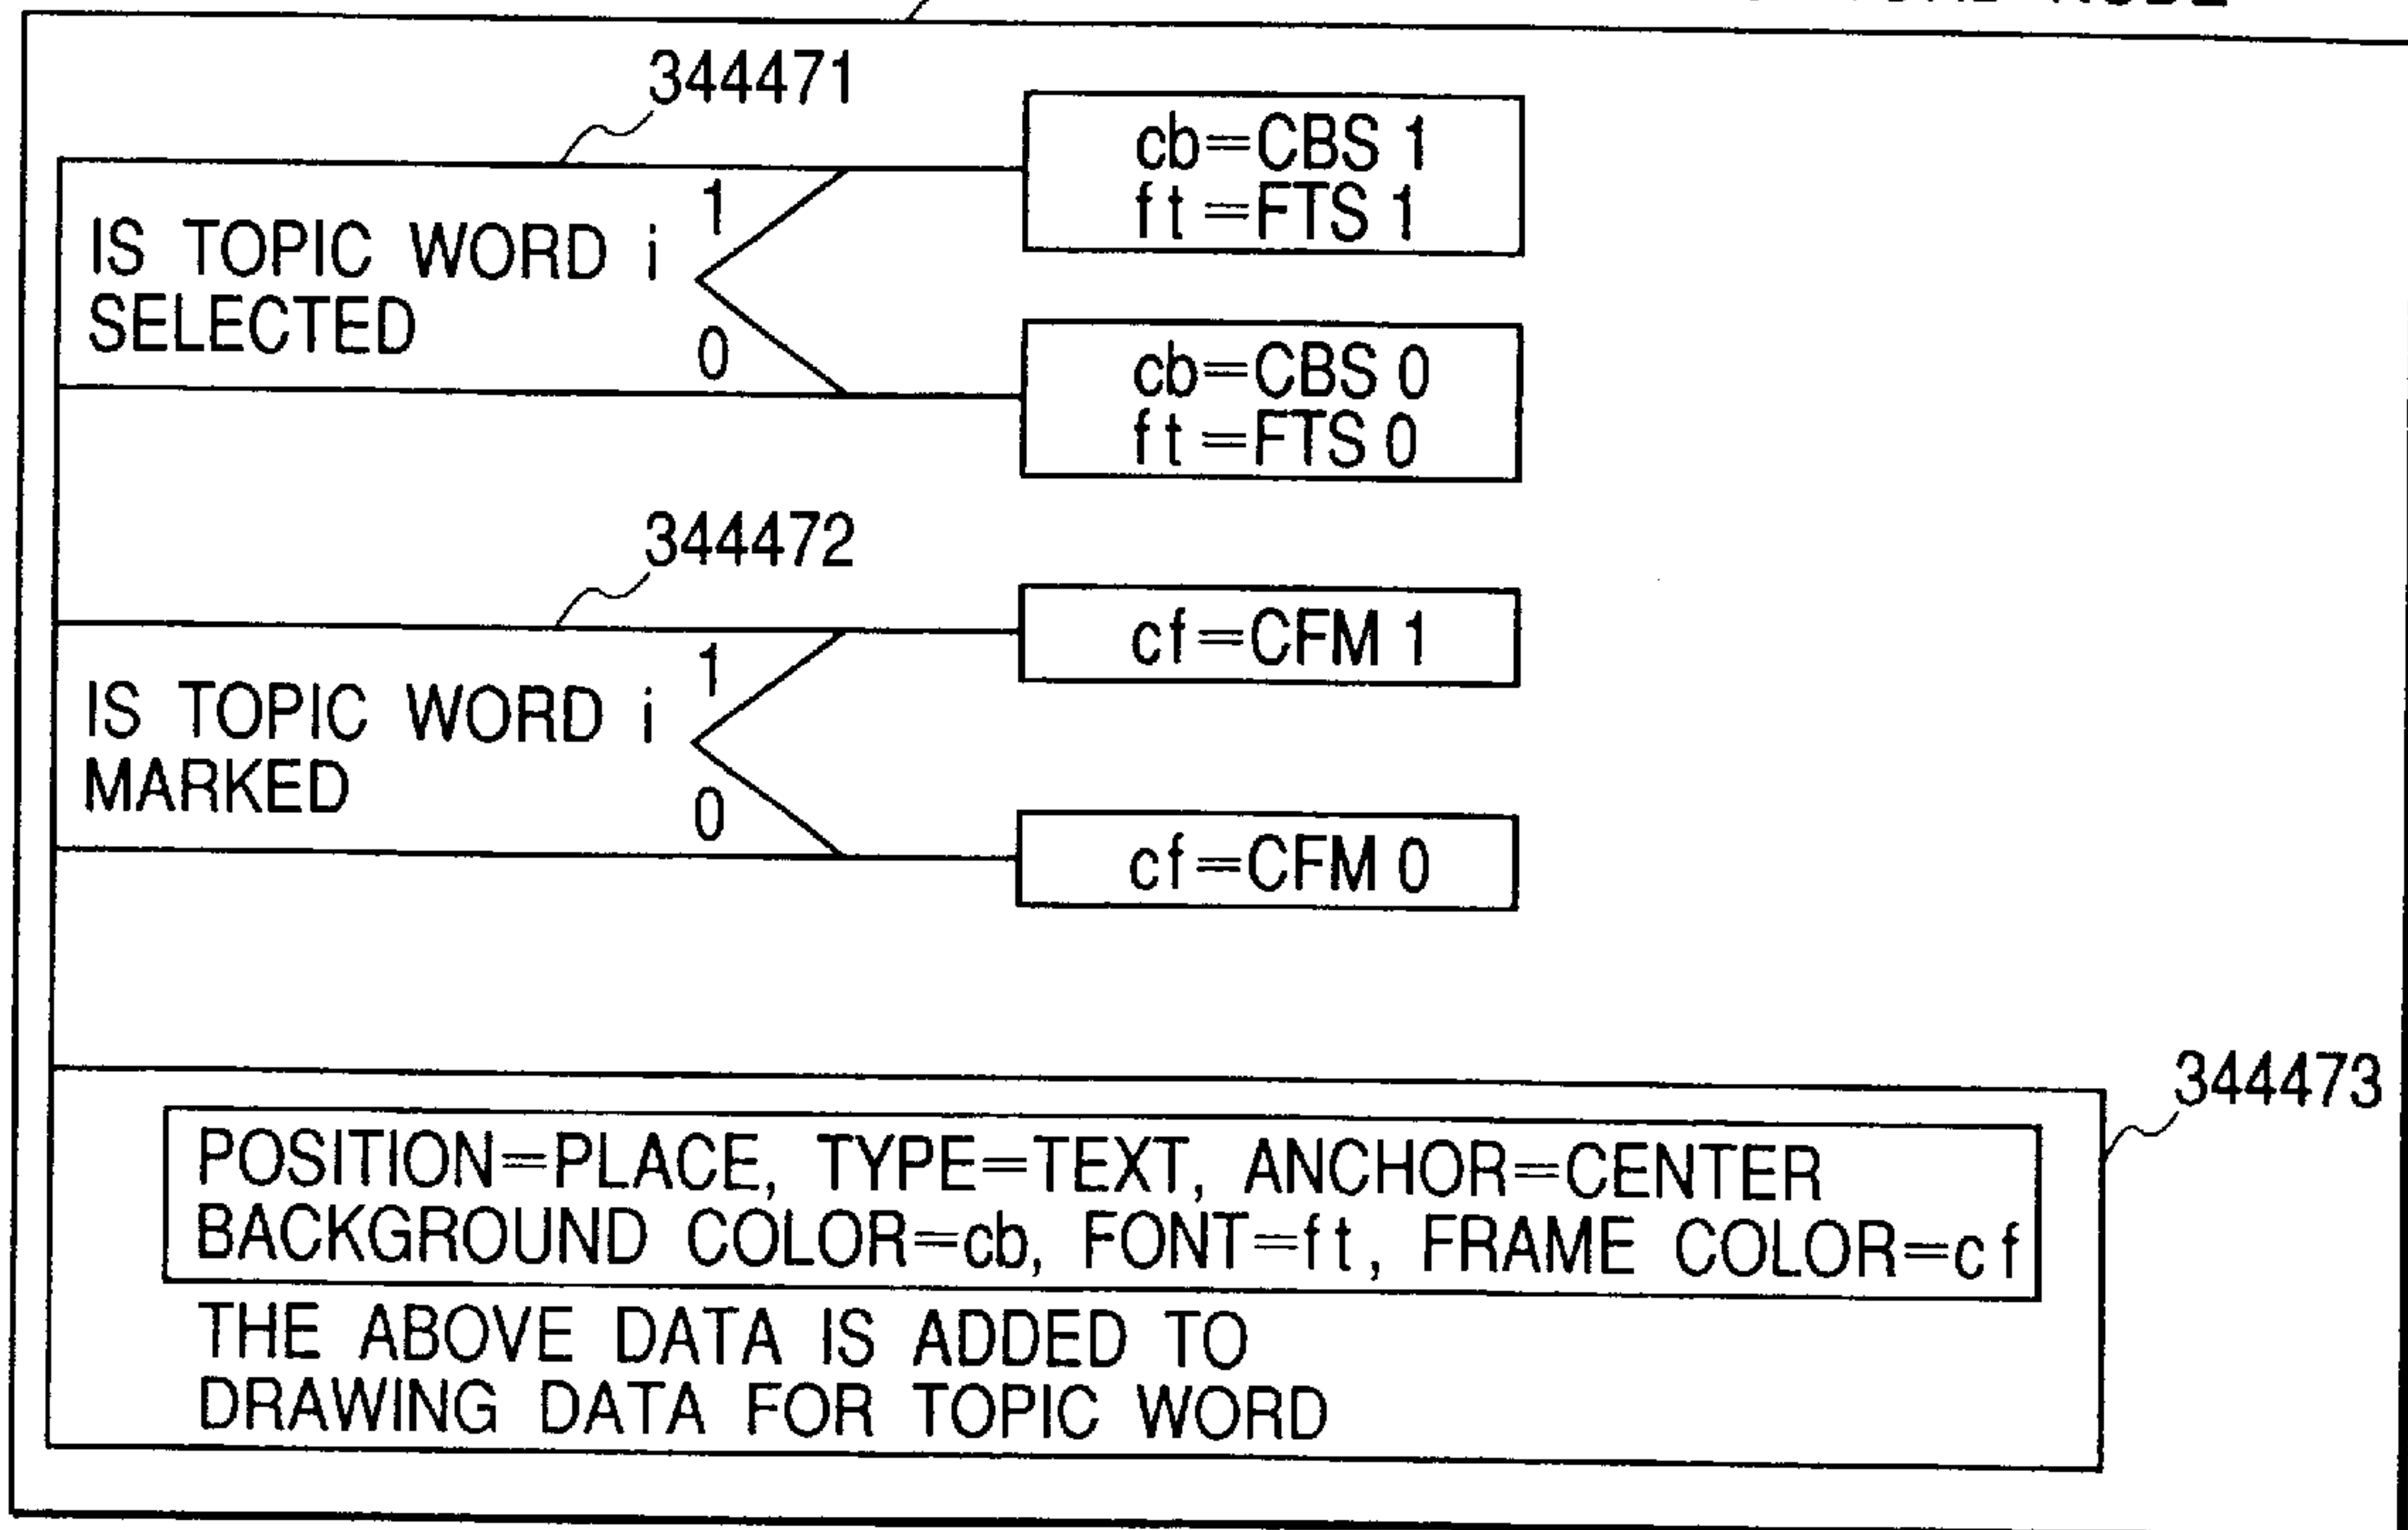 344471
cb=CBS 1
ft=FTS 1
1
IS TOPIC WORD i
SELECTED
0
cb=CBS 0
ft=FTS 0
344472
cf=CFM 1
1
IS TOPIC WORD i
MARKED
0
cf=CFM 0
344473
POSITION=PLACE, TYPE=TEXT, ANCHOR=CENTER
BACKGROUND COLOR=cb, FONT=ft, FRAME COLOR=cf
THE ABOVE DATA IS ADDED TO
DRAWING DATA FOR TOPIC WORD